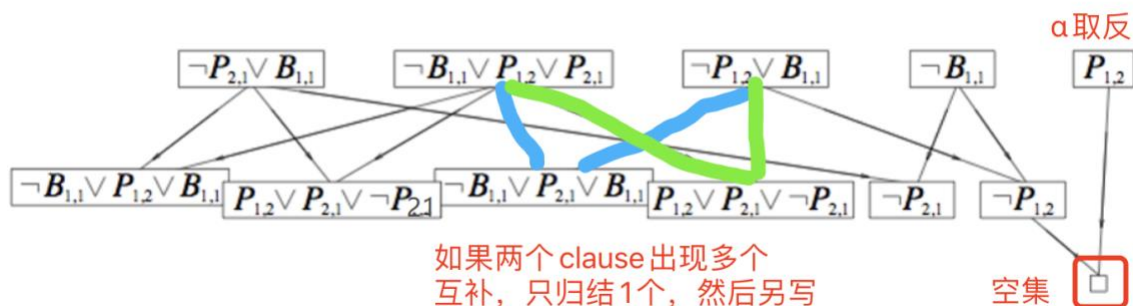 α取反
¬P2,1∨ B1,1
¬B1,1∨ P1,2∨ P2,1
¬P1,2∨ B1,1
¬B1,1
P1,2
¬B1,1∨ P1,2∨ B1,1
P1,2∨ P2,1∨ ¬P2,1
¬B1,1∨ P2,1∨ B1,1
P1,2∨ P2,1∨ ¬P2,1
¬P2,1
¬P1,2
如果两个clause出现多个
互补，只归结1个，然后另写
空集